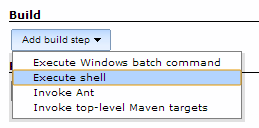 Build
Add build step
Execute Windows batch command
Execute shell
Invoke Ant
Invoke top-level Maven targets